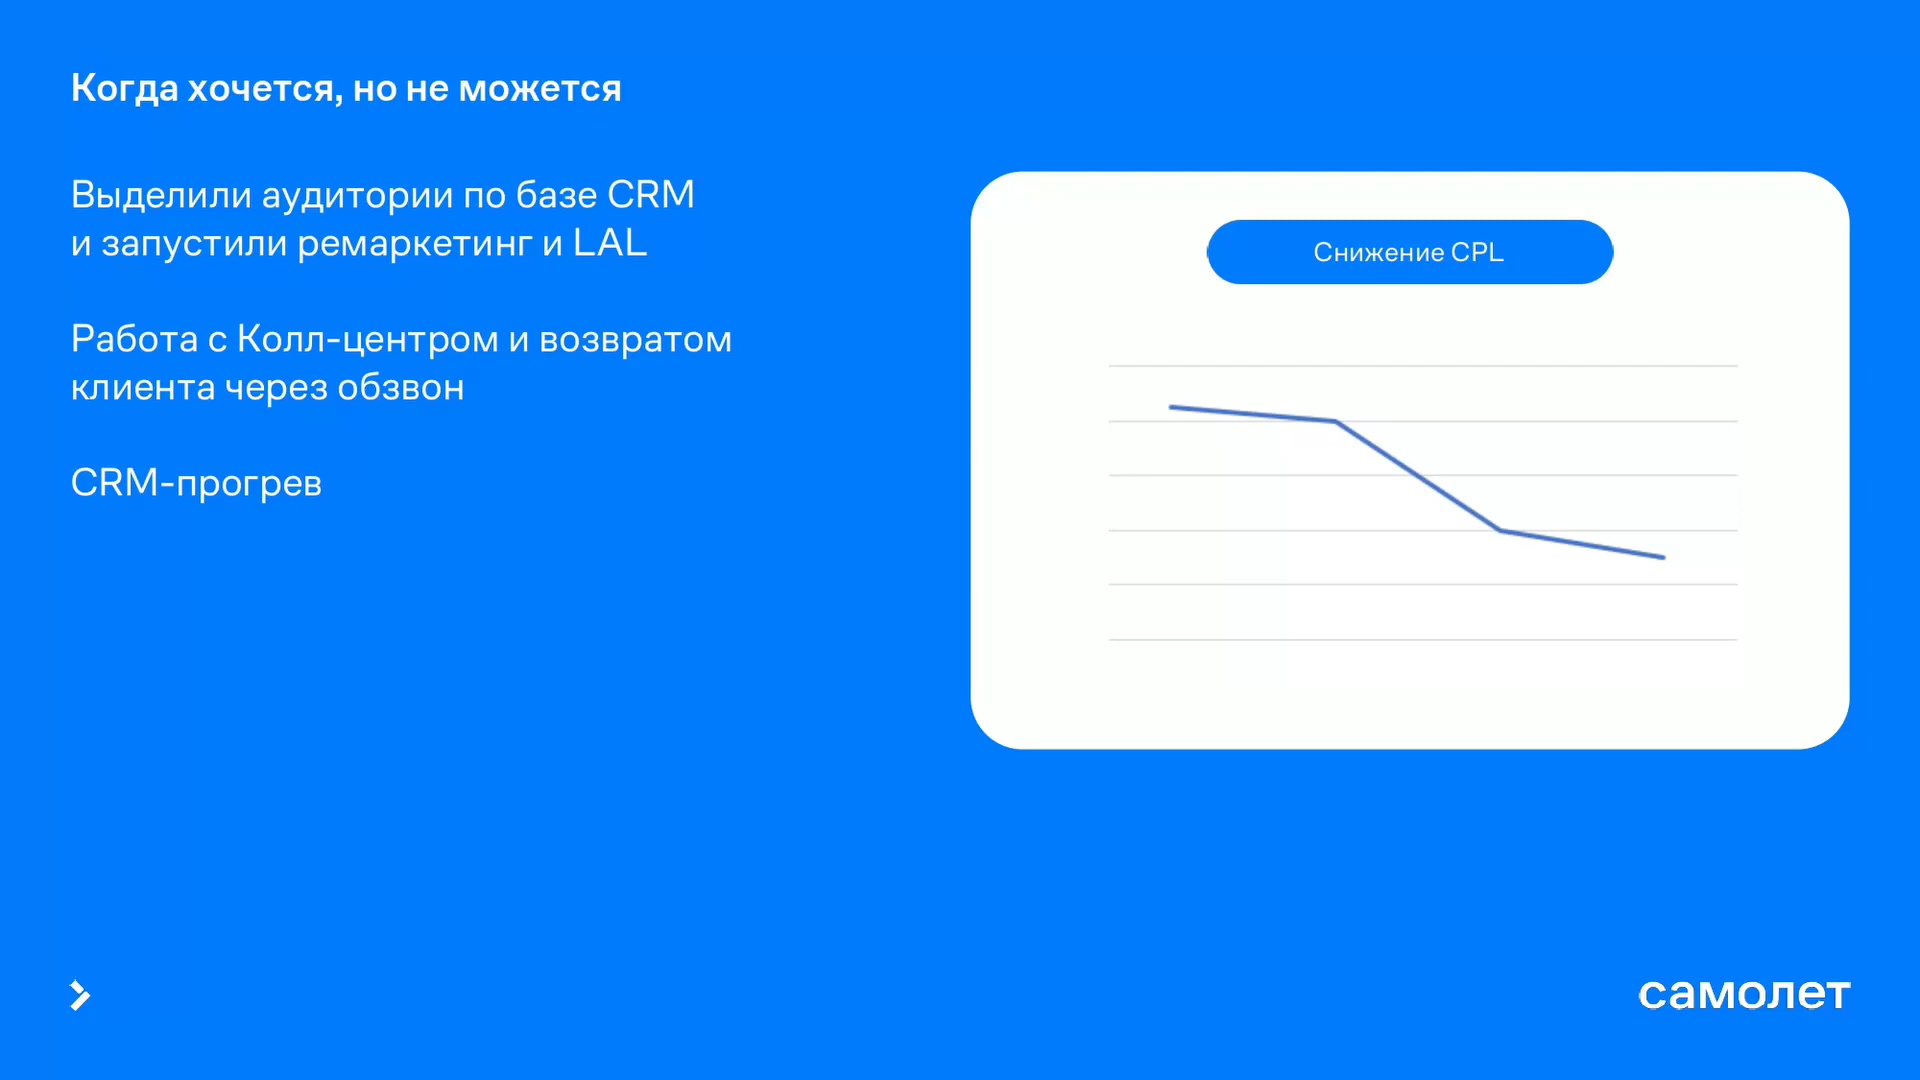 Когда хочется, но не можется
Выделили аудитории по базе CRM
и запустили ремаркетинг и LAL
Работа с Колл-центром и возвратом
клиента через обзвон
CRM-прогрев
Снижение CPL
самолет